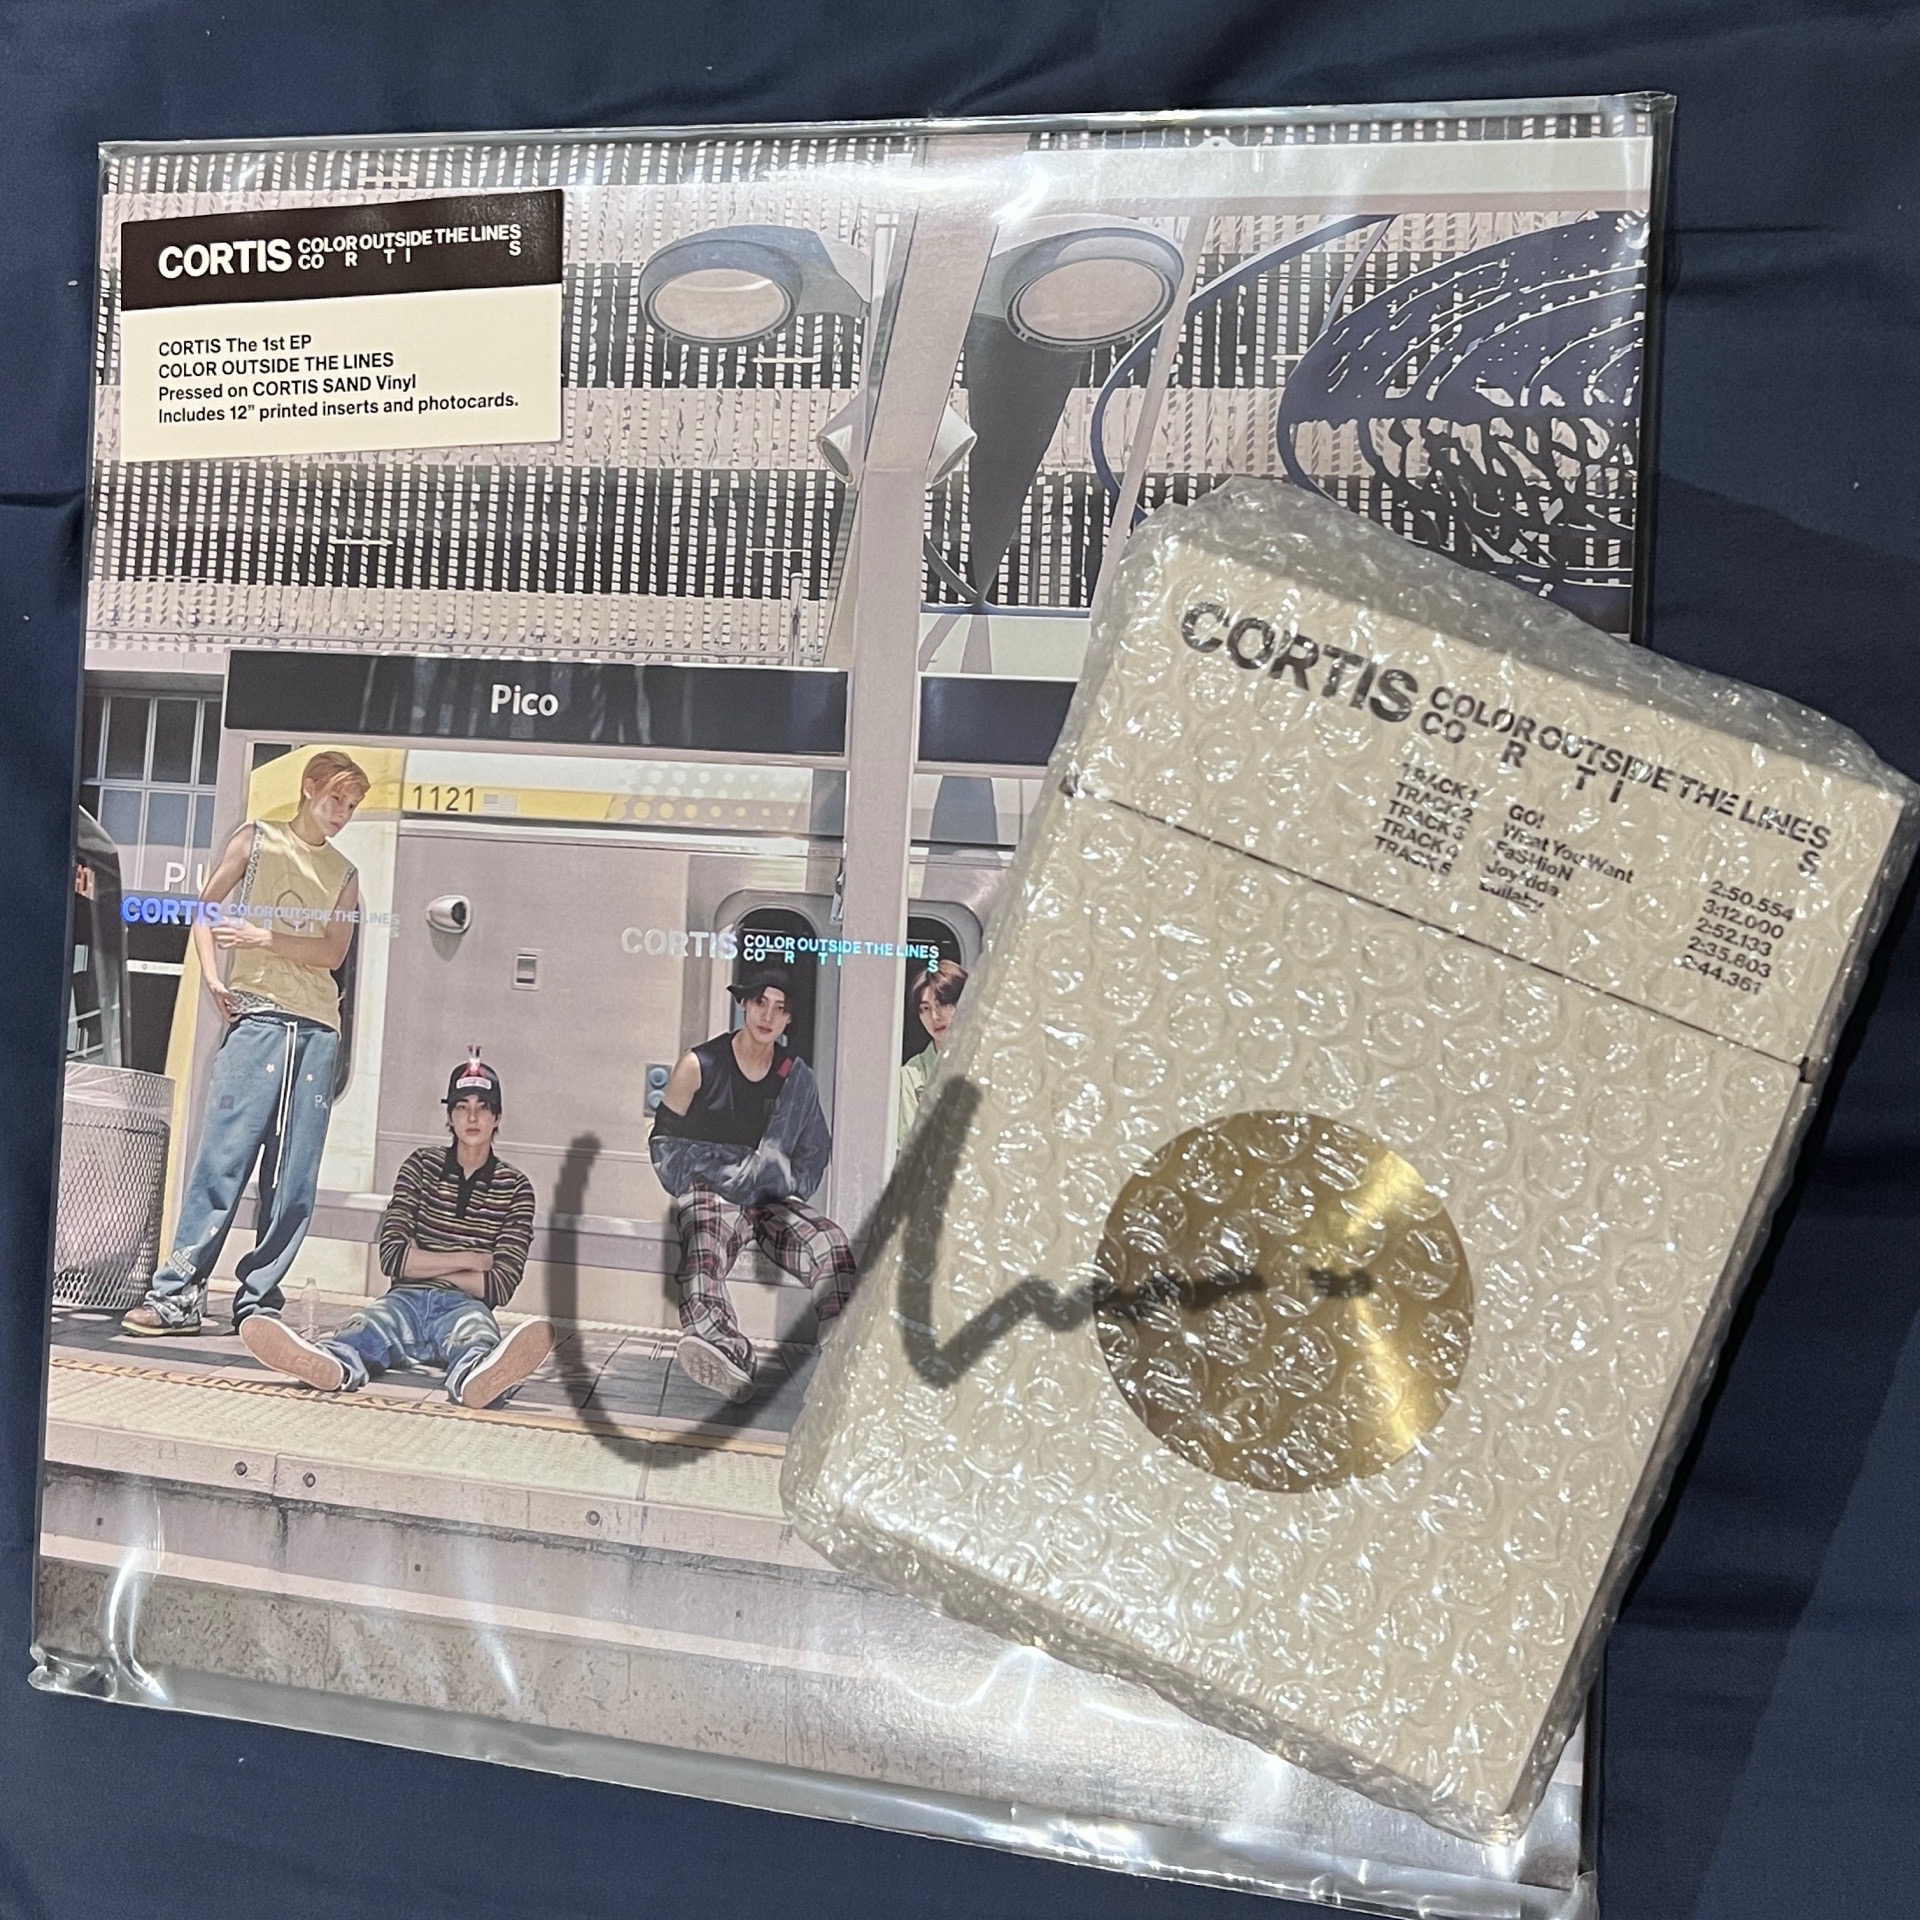 CORTIS COLOR OUTSIDE THE LINES
CO R T I S
CORTIS The 1st EP
COLOR OUTSIDE THE LINES
Pressed on CORTIS SAND Vinyl
Includes 12" printed inserts and photocards.
Pico
1121
PU
CORTIS COLOR OUTSIDE THE LINES
CORTIS COLOR OUTSIDE THE LINES
CO R T I S
CORTIS COLOR OUTSIDE THE LINES
CO R T I S
TRACK 1 GO! 2:50.554
TRACK 2 What You Want 3:12.000
TRACK 3 FaSHioN 2:52.133
TRACK 4 JoyRide 2:35.803
TRACK 5 Lullaby 2:44.361